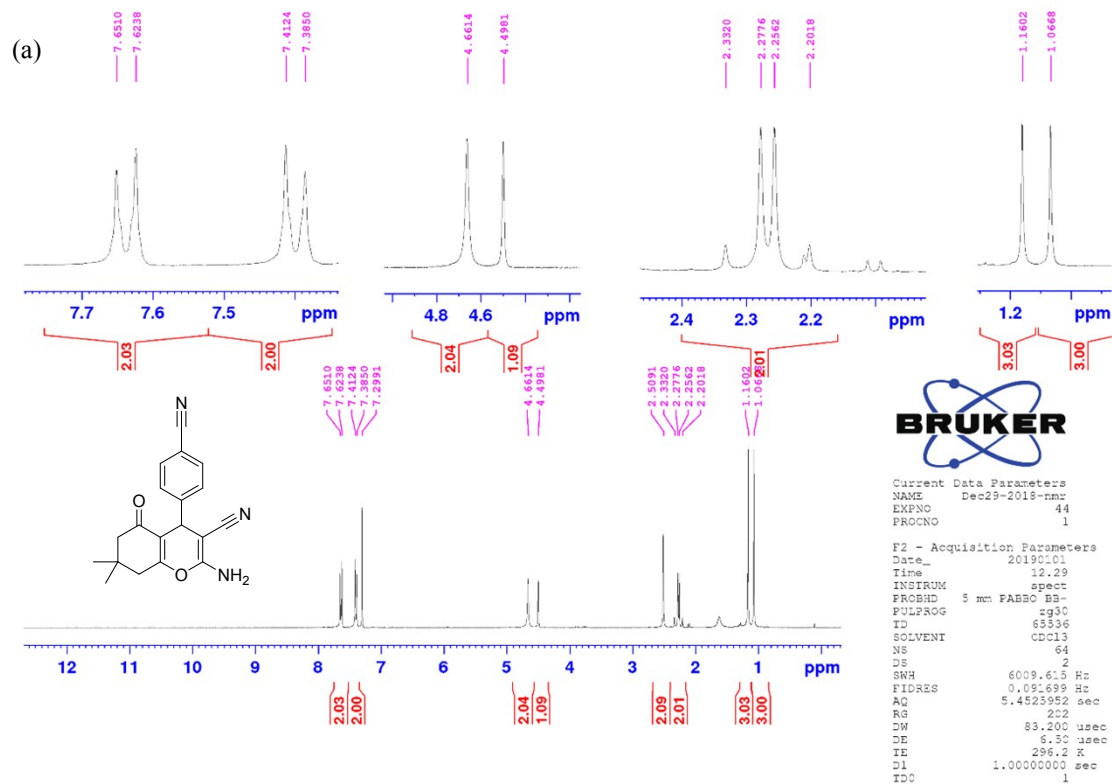 (a)
7.6510
7.6238
7.4124
7.3850
4.6614
4.4981
2.3320
2.2776
2.2562
2.2018
1.1602
1.0668
7.7 7.6 7.5 ppm
4.8 4.6 ppm
2.4 2.3 2.2 ppm
1.2 ppm
2.03
2.00
2.04
1.09
2.01
3.03
3.00
7.6510
7.6238
7.4124
7.3850
7.2991
4.6614
4.4981
2.5091
2.3320
2.2776
2.2562
2.2018
1.1602
1.0668
N
O
N
O
NH2
12 11 10 9 8 7 6 5 4 3 2 1 ppm
2.03
2.00
2.04
1.09
2.09
2.01
3.03
3.00
BRUKER
Current Data Parameters
NAME Dec29-2018-nmr
EXPNO 44
PROCNO 1
F2 - Acquisition Parameters
Date_ 20190101
Time 12.29
INSTRUM spect
PROBHD 5 mm PABBO BB-
PULPROG zg30
TD 65536
SOLVENT CDCl3
NS 64
DS 2
SWH 6009.615 Hz
FIDRES 0.091699 Hz
AQ 5.4525952 sec
RG 202
DW 83.200 usec
DE 6.50 usec
TE 296.2 K
D1 1.00000000 sec
TD0 1